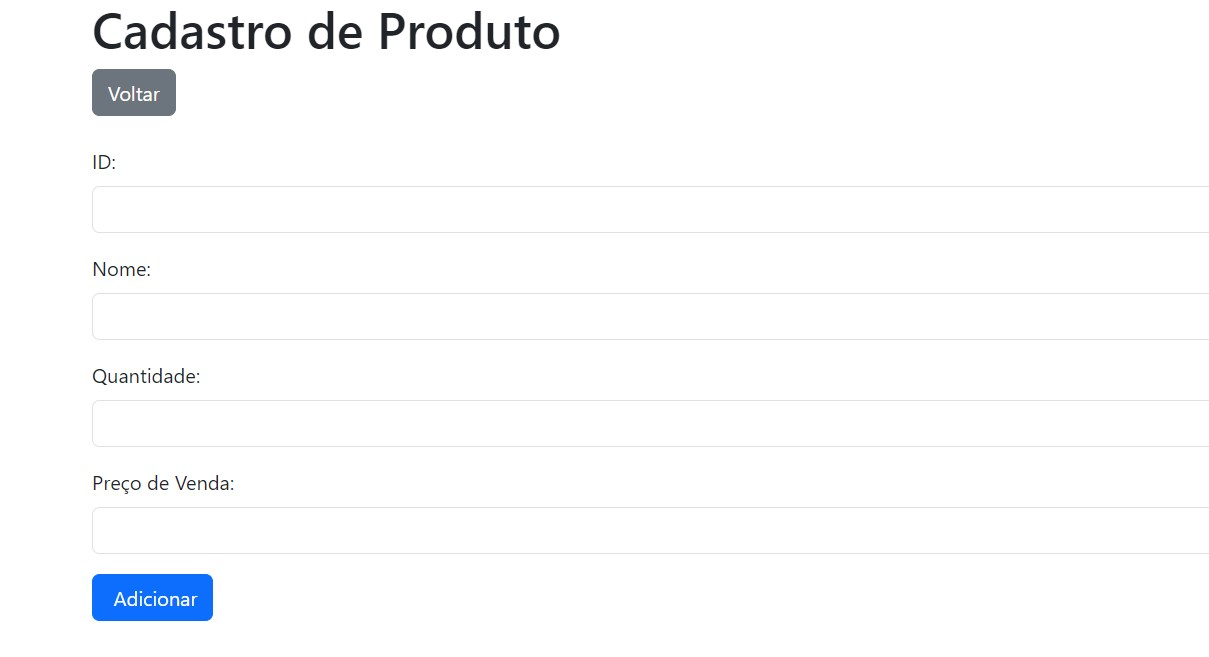 Cadastro de Produto
Voltar
ID:
Nome:
Quantidade:
Preço de Venda:
Adicionar